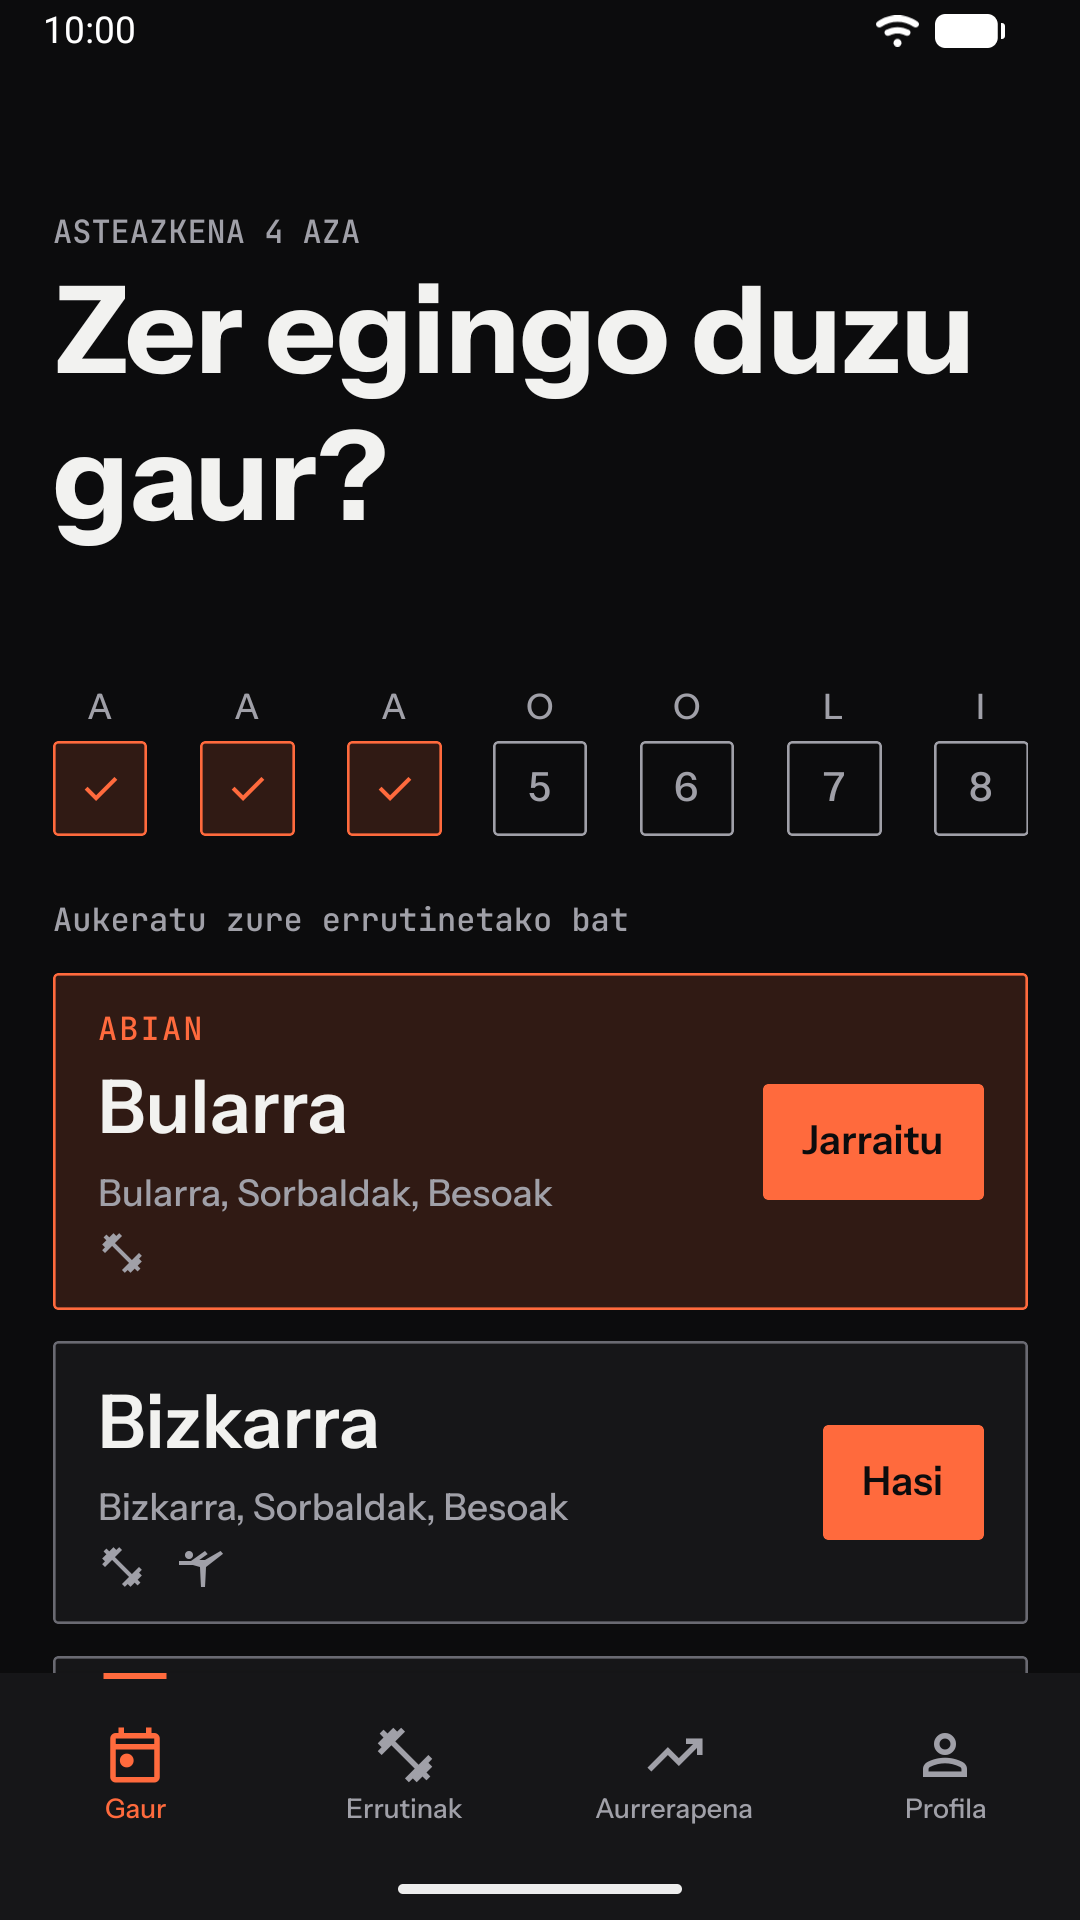 10:00
ASTEAZKENA 4 AZA
Zer egingo duzu
gaur?
A A A O O L I
5 6 7 8
Aukeratu zure errutinetako bat
ABIAN
Bularra
Jarraitu
Bularra, Sorbaldak, Besoak
Bizkarra
Hasi
Bizkarra, Sorbaldak, Besoak
Gaur Errutinak Aurrerapena Profila